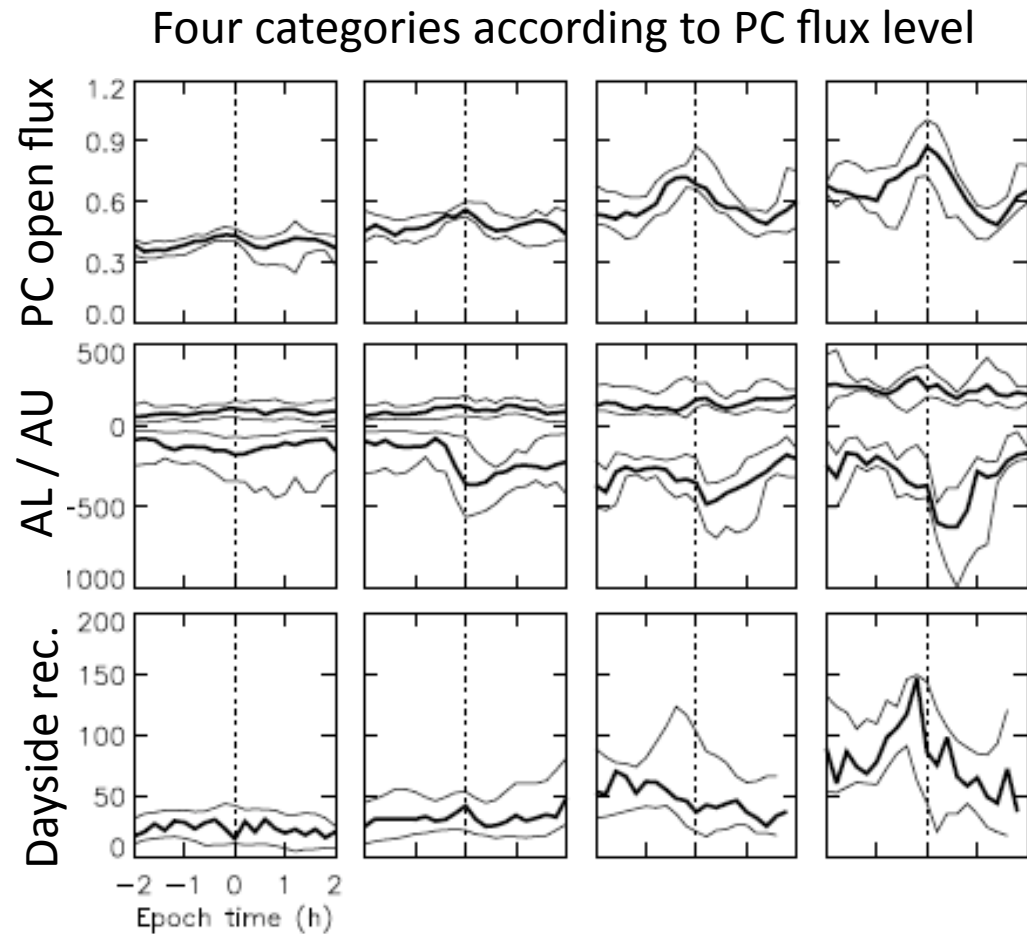 Four categories according to PC flux level
PC open flux
1.2
0.9
0.6
0.3
0.0
AL / AU
500
0
-500
1000
Dayside rec.
200
150
100
50
0
−2 −1 0 1 2
Epoch time (h)